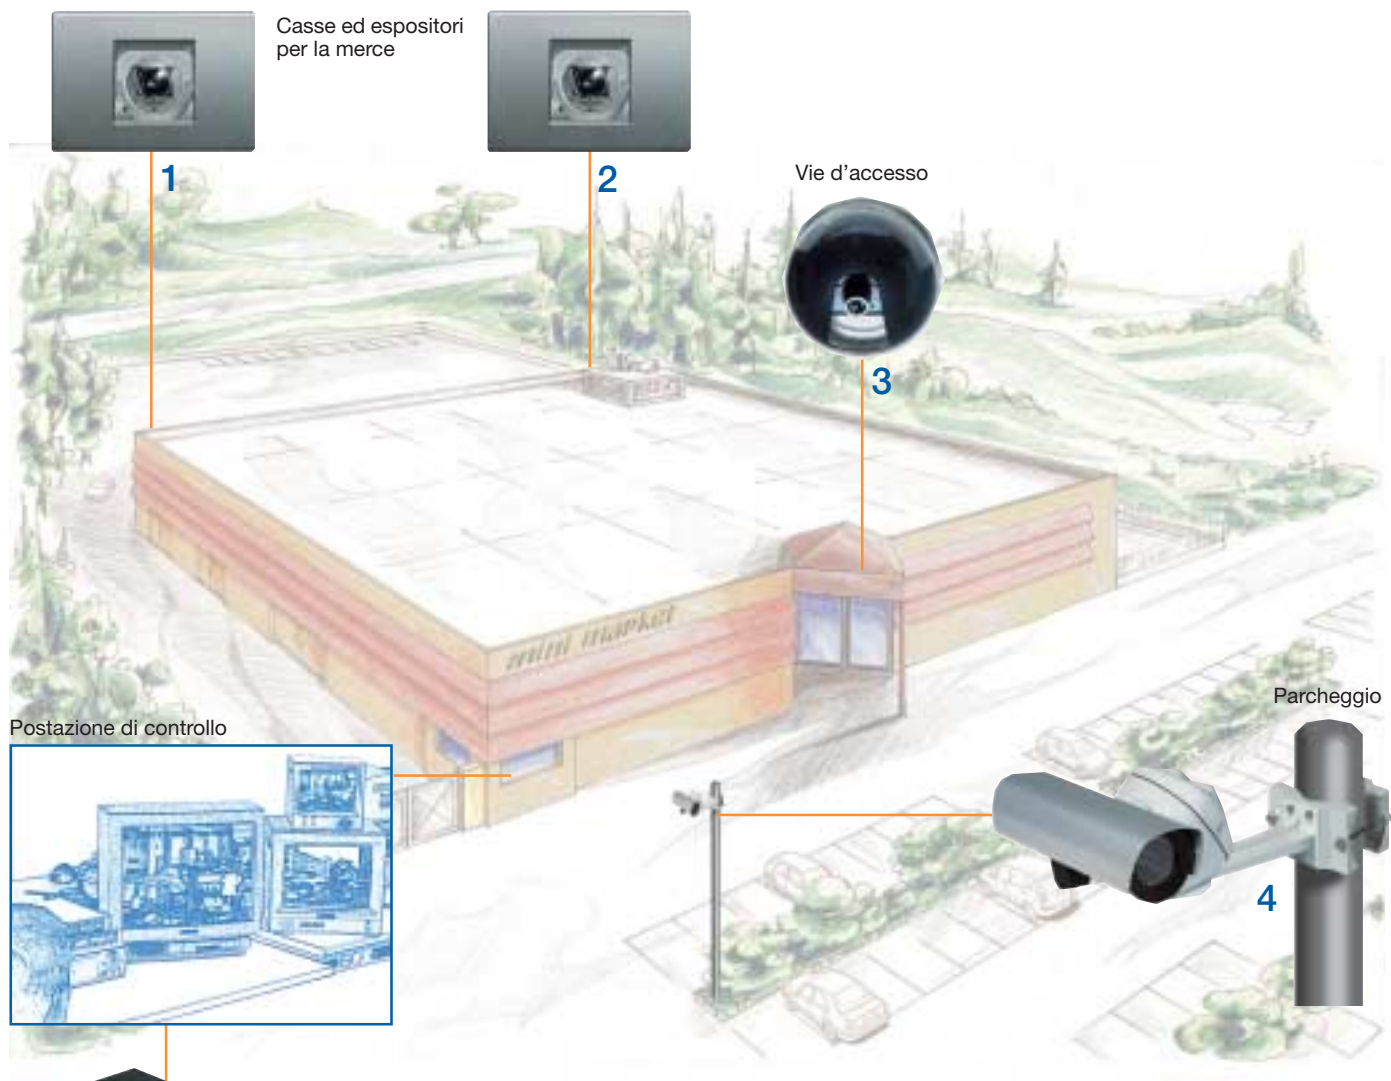 Casse ed espositori
per la merce
1
2
Vie d'accesso
3
mini market
Parcheggio
Postazione di controllo
4